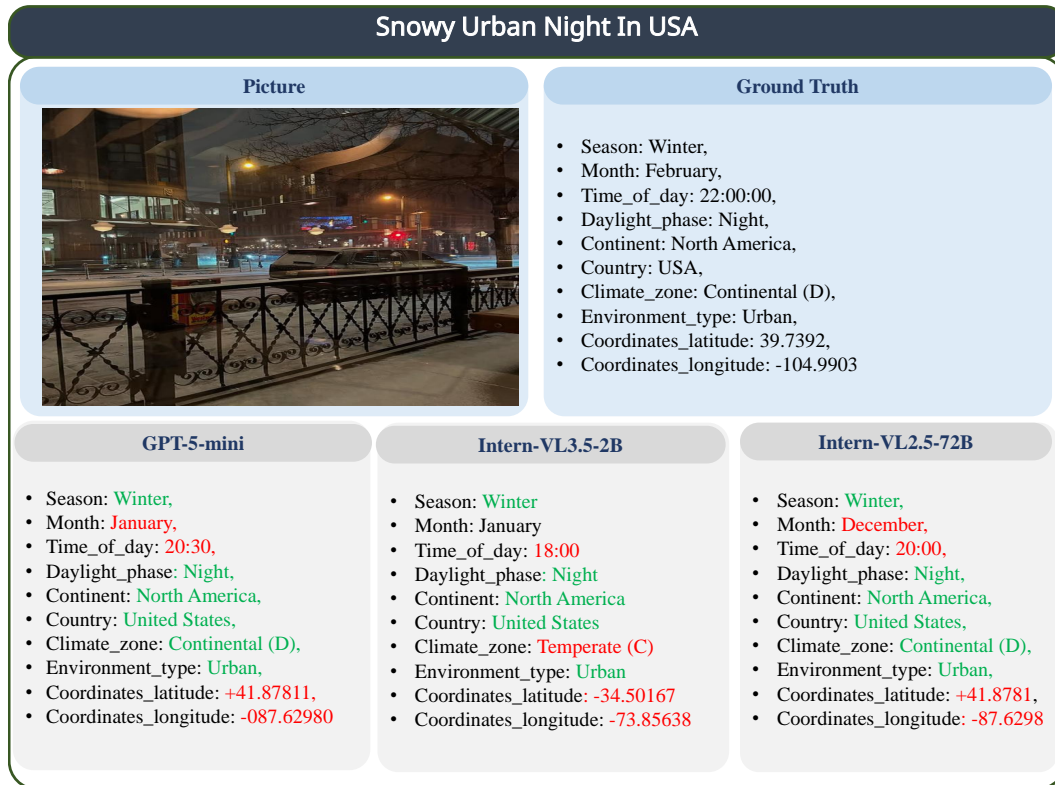 Snowy Urban Night In USA
Picture
Ground Truth
• Season: Winter,
• Month: February,
• Time_of_day: 22:00:00,
• Daylight_phase: Night,
• Continent: North America,
• Country: USA,
• Climate_zone: Continental (D),
• Environment_type: Urban,
• Coordinates_latitude: 39.7392,
• Coordinates_longitude: -104.9903
GPT-5-mini
• Season: Winter,
• Month: January,
• Time_of_day: 20:30,
• Daylight_phase: Night,
• Continent: North America,
• Country: United States,
• Climate_zone: Continental (D),
• Environment_type: Urban,
• Coordinates_latitude: +41.87811,
• Coordinates_longitude: -087.62980
Intern-VL3.5-2B
• Season: Winter
• Month: January
• Time_of_day: 18:00
• Daylight_phase: Night
• Continent: North America
• Country: United States
• Climate_zone: Temperate (C)
• Environment_type: Urban
• Coordinates_latitude: -34.50167
• Coordinates_longitude: -73.85638
Intern-VL2.5-72B
• Season: Winter,
• Month: December,
• Time_of_day: 20:00,
• Daylight_phase: Night,
• Continent: North America,
• Country: United States,
• Climate_zone: Continental (D),
• Environment_type: Urban,
• Coordinates_latitude: +41.8781,
• Coordinates_longitude: -87.6298